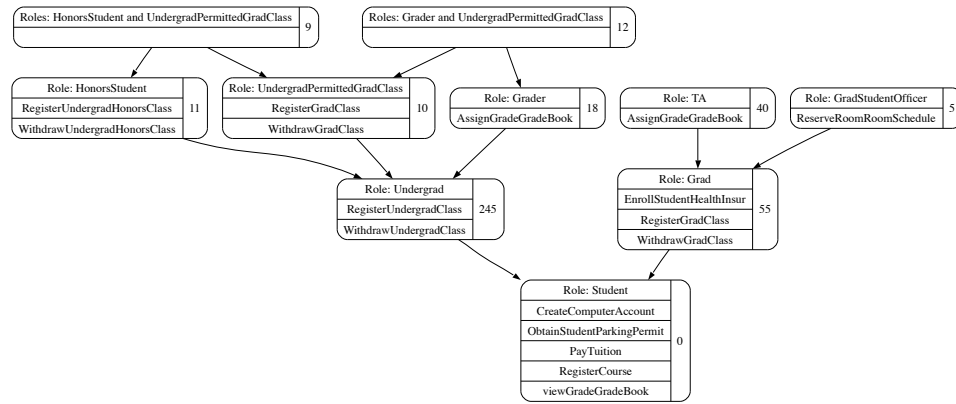 Roles: HonorsStudent and UndergradPermittedGradClass
9
Roles: Grader and UndergradPermittedGradClass
12
Role: HonorsStudent
RegisterUndergradHonorsClass
WithdrawUndergradHonorsClass
11
Role: UndergradPermittedGradClass
RegisterGradClass
WithdrawGradClass
10
Role: Grader
AssignGradeGradeBook
18
Role: TA
AssignGradeGradeBook
40
Role: GradStudentOfficer
ReserveRoomRoomSchedule
5
Role: Undergrad
RegisterUndergradClass
WithdrawUndergradClass
245
Role: Grad
EnrollStudentHealthInsur
RegisterGradClass
WithdrawGradClass
55
Role: Student
CreateComputerAccount
ObtainStudentParkingPermit
PayTuition
RegisterCourse
viewGradeGradeBook
0